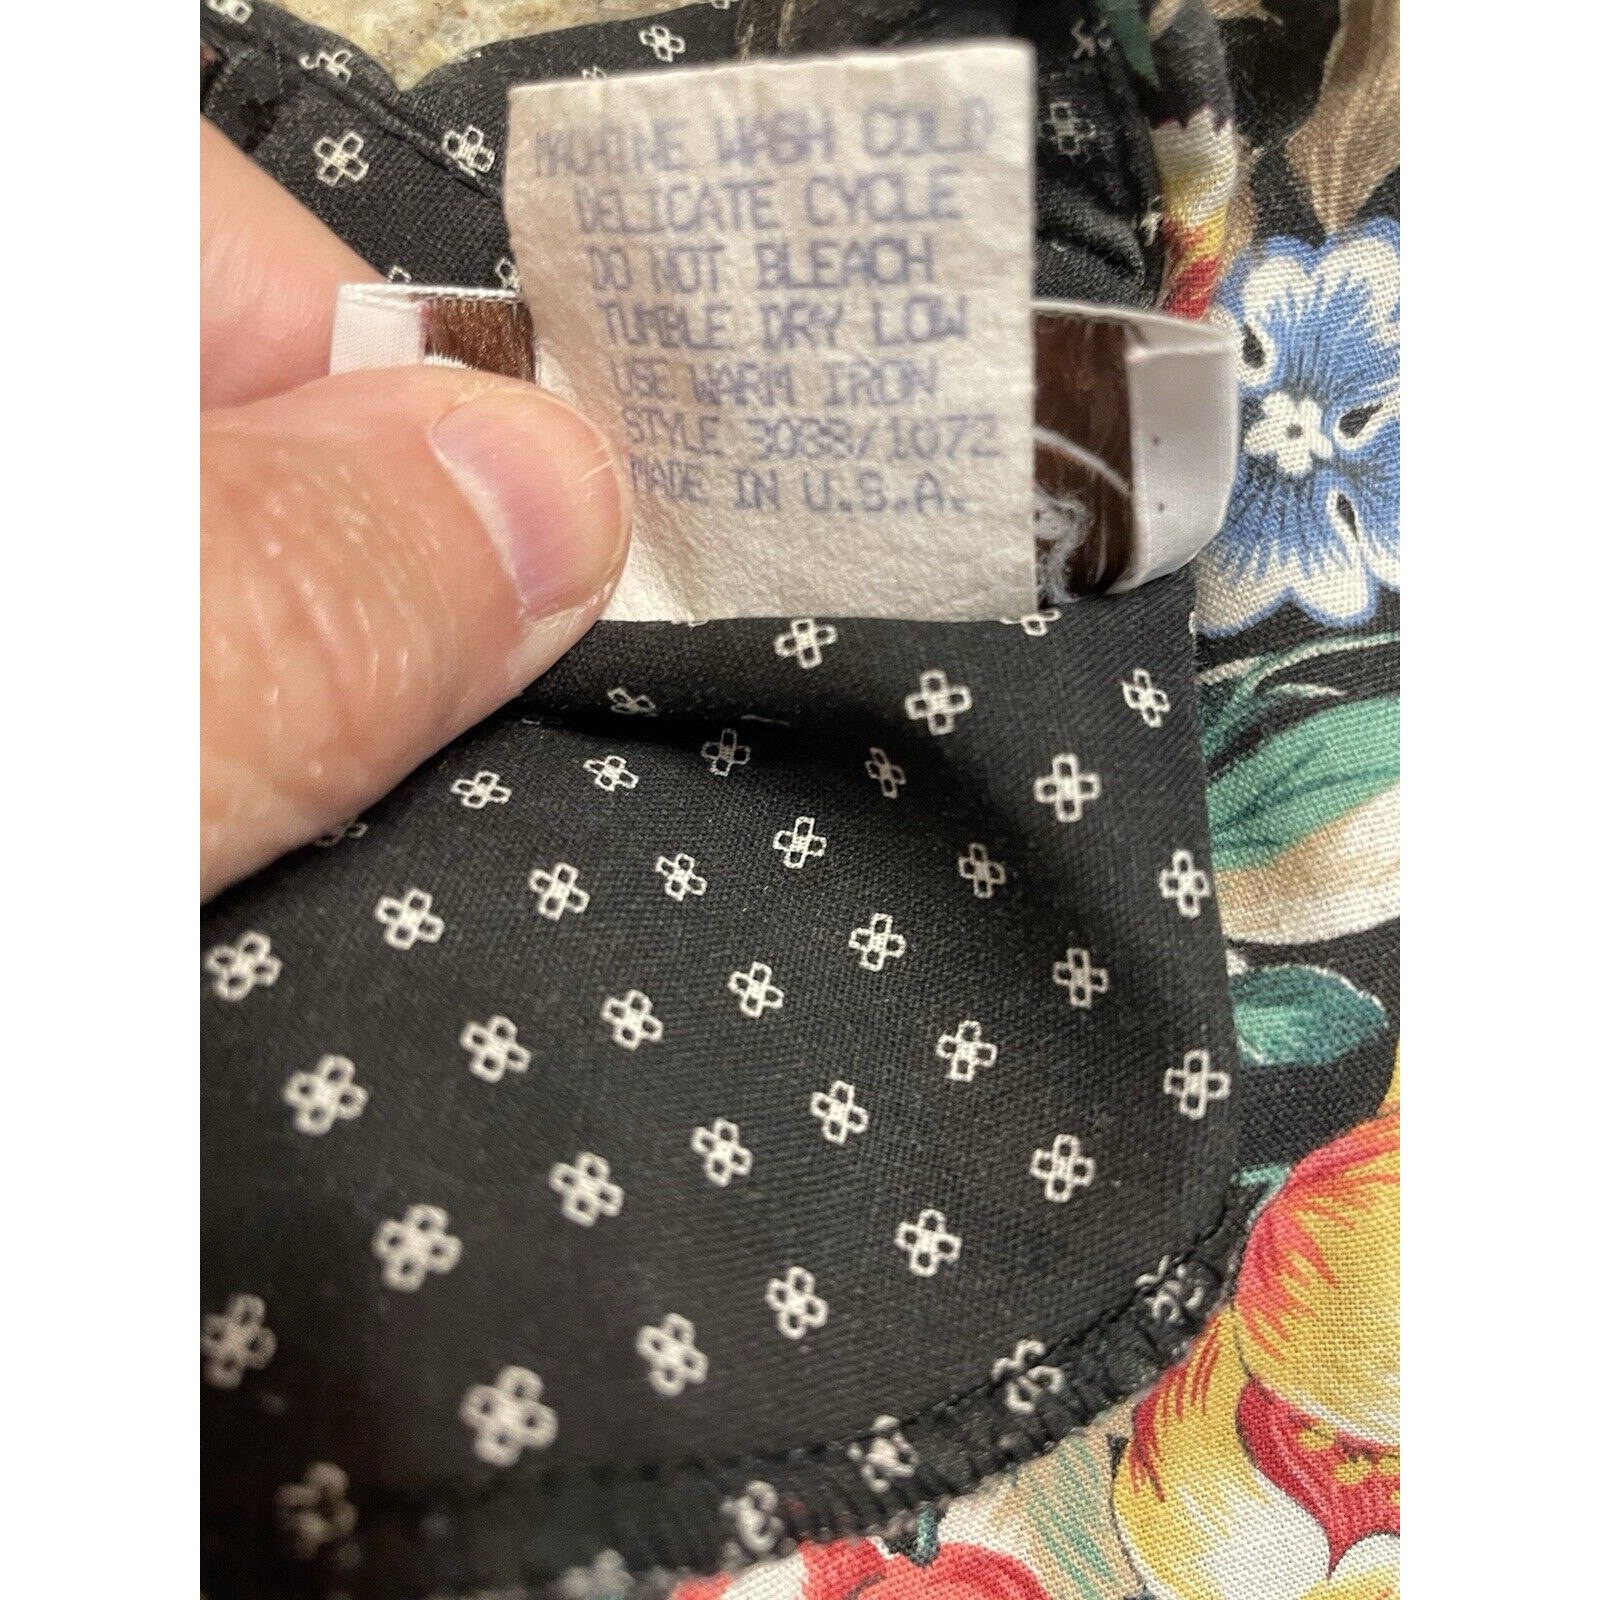 MACHINE WASH COLD
DELICATE CYCLE
DO NOT BLEACH
TUMBLE DRY LOW
USE WARM IRON
STYLE 3088/1072
MADE IN U.S.A.